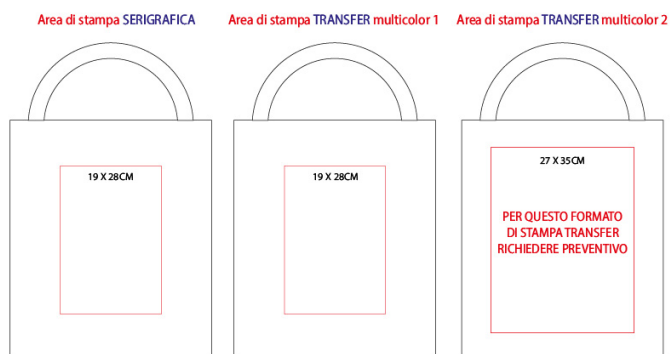 Area di stampa SERIGRAFICA
Area di stampa TRANSFER multicolor 1
Area di stampa TRANSFER multicolor 2
19 X 28CM
19 X 28CM
27 X 35CM
PER QUESTO FORMATO
DI STAMPA TRANSFER
RICHIEDERE PREVENTIVO